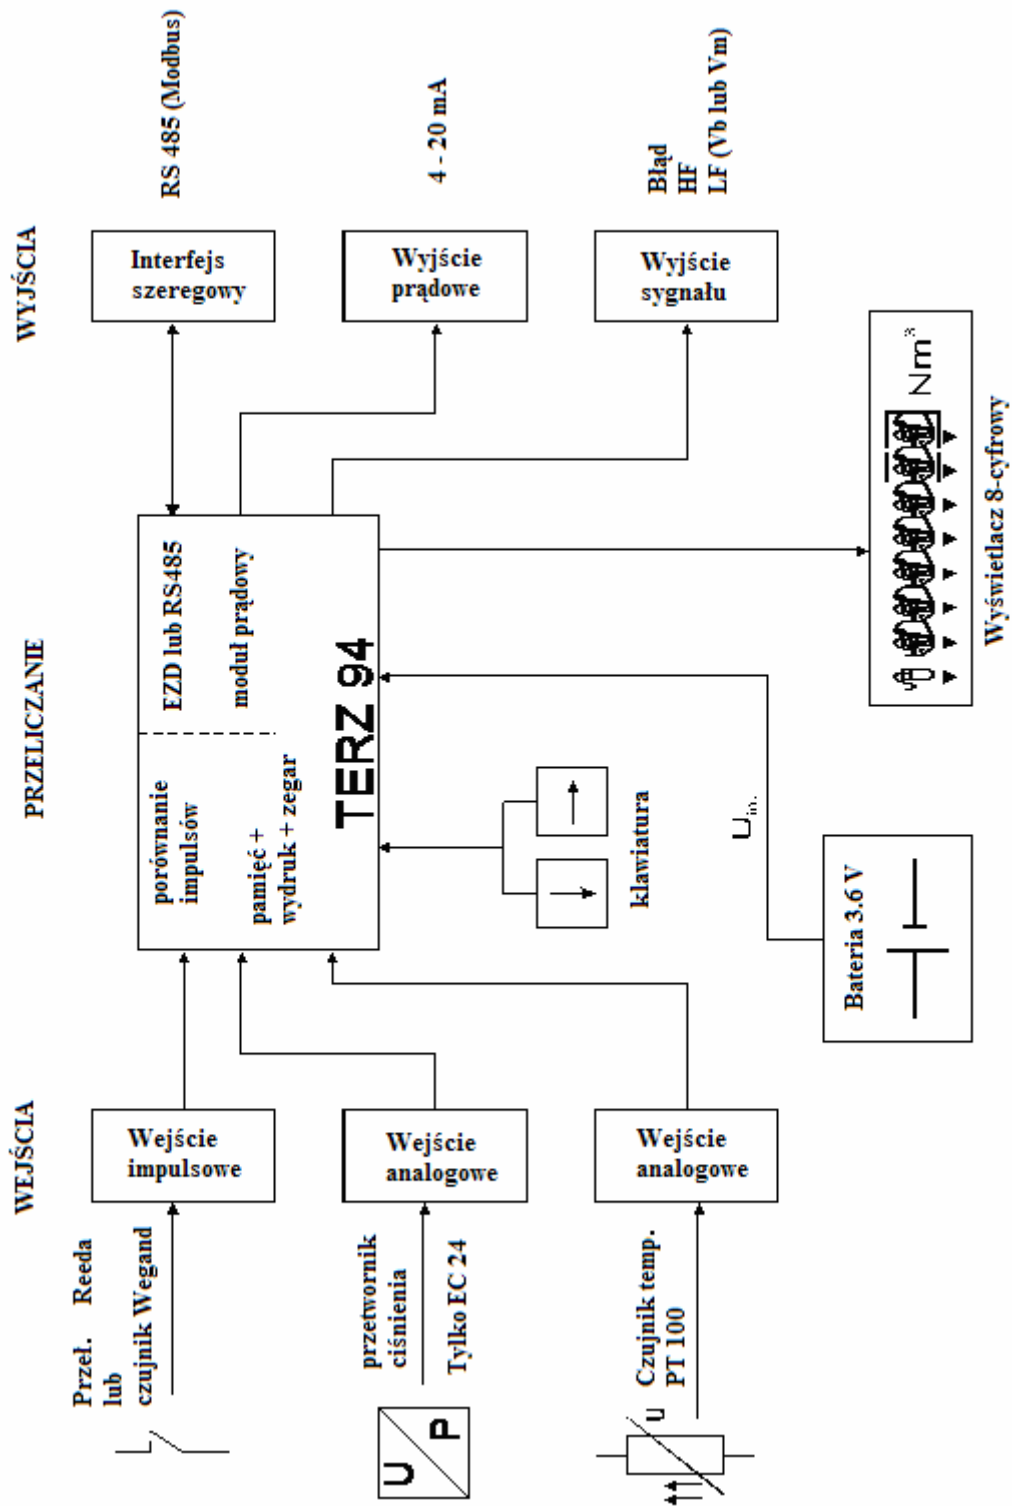 WEJŚCIA
PRZELICZANIE
WYJŚCIA
Przeł. Reeda
lub
czujnik Wegand
Wejście
impulsowe
porównanie
impulsów
EZD lub RS485
Interfejs
szeregowy
RS 485 (Modbus)
U
P
przetwornik
ciśnienia
Tylko EC 24
Wejście
analogowe
pamięć +
wydruk + zegar
moduł prądowy
Wyjście
prądowe
4 - 20 mA
TERZ 94
U
Czujnik temp.
PT 100
Wejście
analogowe
klawiatura
Wyjście
sygnału
Błąd
HF
LF (Vb lub Vm)
Bateria 3.6 V
U in.
Nm³
Wyświetlacz 8-cyfrowy